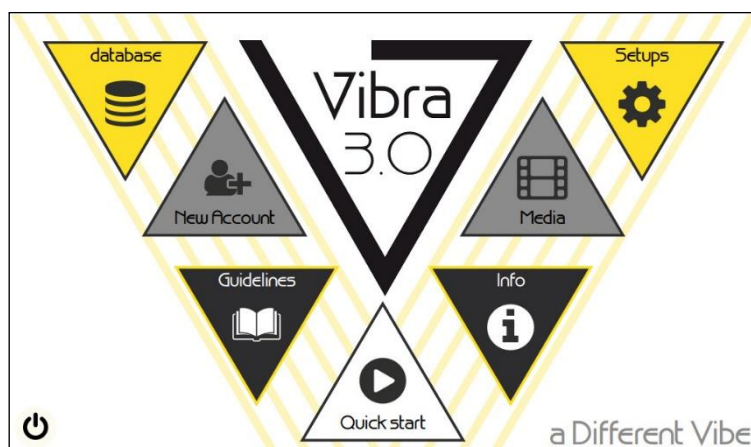 database
Setups
Vibra
3.0
New Account
Media
Guidelines
Info
Quick start
a Different Vibe